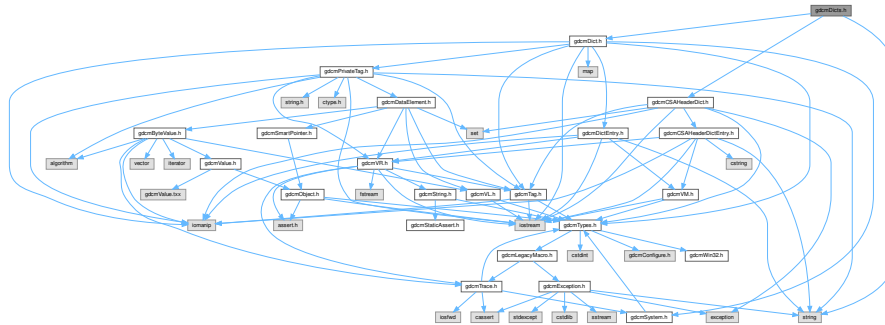 gdcmDicts.h
gdcmDict.h
gdcmPrivateTag.h
map
string.h
ctype.h
gdcmDataElement.h
gdcmCSAHeaderDict.h
gdcmByteValue.h
gdcmSmartPointer.h
set
gdcmDictEntry.h
gdcmCSAHeaderDictEntry.h
algorithm
vector
iterator
gdcmValue.h
gdcmVR.h
cstring
gdcmValue.txx
gdcmObject.h
fstream
gdcmString.h
gdcmVL.h
gdcmTag.h
gdcmVM.h
iomanip
assert.h
gdcmStaticAssert.h
iostream
gdcmTypes.h
gdcmLegacyMacro.h
cstdint
gdcmConfigure.h
gdcmWin32.h
gdcmTrace.h
gdcmException.h
iosfwd
cassert
stdexcept
cstdlib
sstream
gdcmSystem.h
exception
string